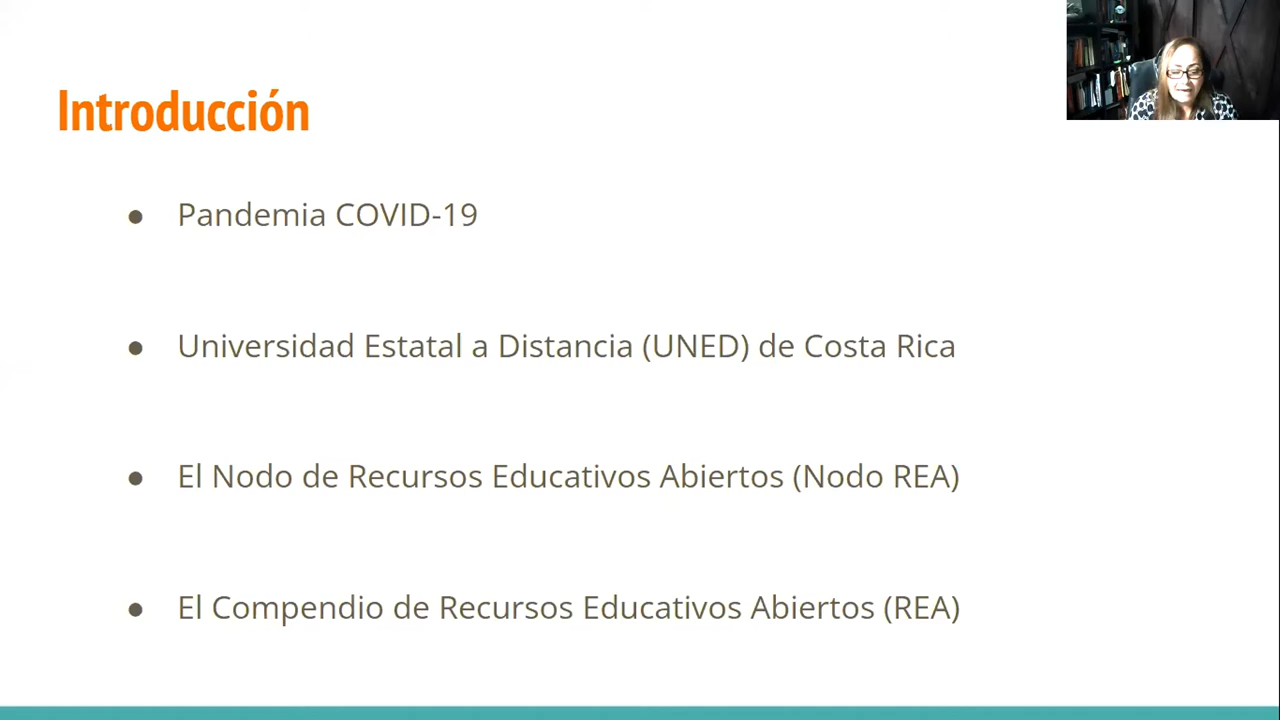 Introducción
● Pandemia COVID-19
● Universidad Estatal a Distancia (UNED) de Costa Rica
● El Nodo de Recursos Educativos Abiertos (Nodo REA)
● El Compendio de Recursos Educativos Abiertos (REA)